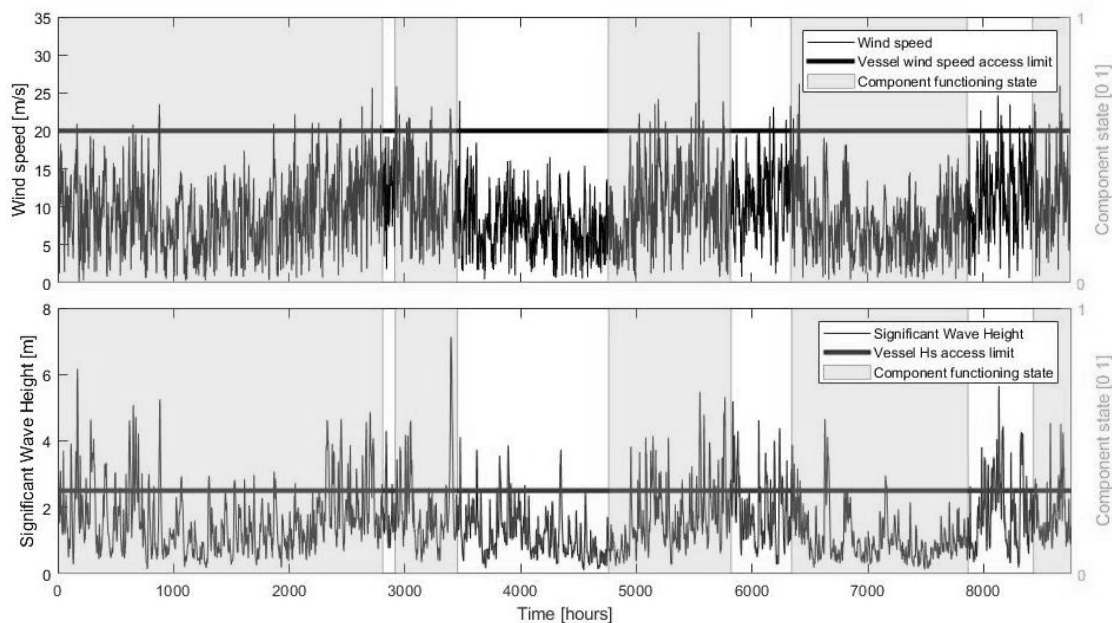 35
30
25
20
15
10
5
0
Wind speed [m/s]
Wind speed
Vessel wind speed access limit
Component functioning state
1
0
Component state [0 1]
8
6
4
2
0
Significant Wave Height [m]
Significant Wave Height
Vessel Hs access limit
Component functioning state
1
0
Component state [0 1]
0 1000 2000 3000 4000 5000 6000 7000 8000
Time [hours]